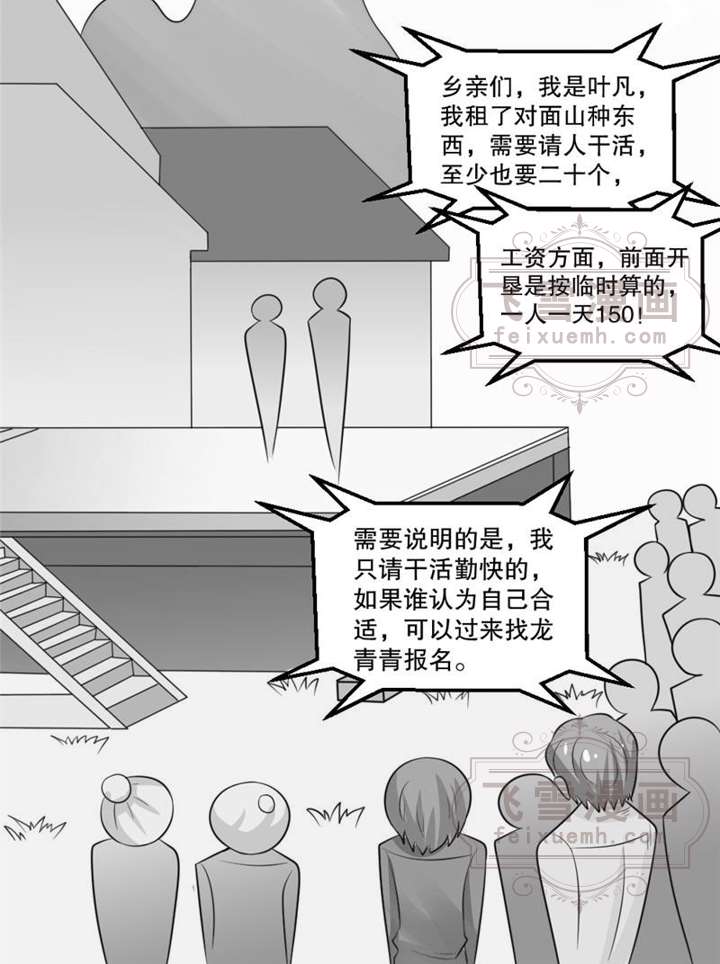 乡亲们，我是叶凡，
我租了对面山种东
西，需要请人干活，
至少也要二十个，
工资方面，前面开
垦是按临时算的，
一人一天150！
飞雪漫画
feixuemh.com
需要说明的是，我
只请干活勤快的，
如果谁认为自己合
适，可以过来找龙
青青报名。
飞雪漫画
feixuemh.com